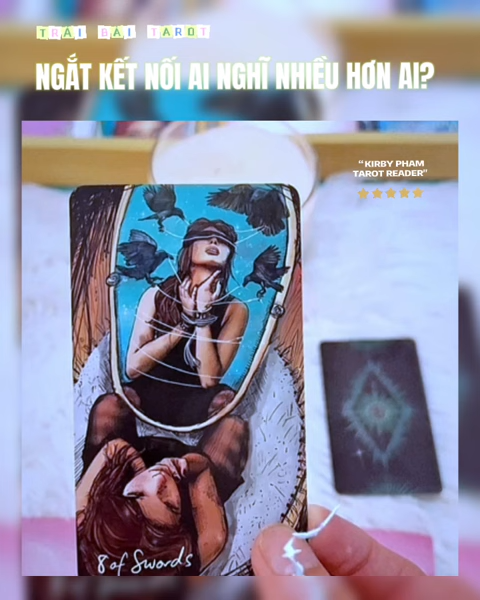 TRẢI BÀI TAROT
NGẮT KẾT NỐI AI NGHĨ NHIỀU HƠN AI?
"KIRBY PHAM
TAROT READER"
8 of Swords